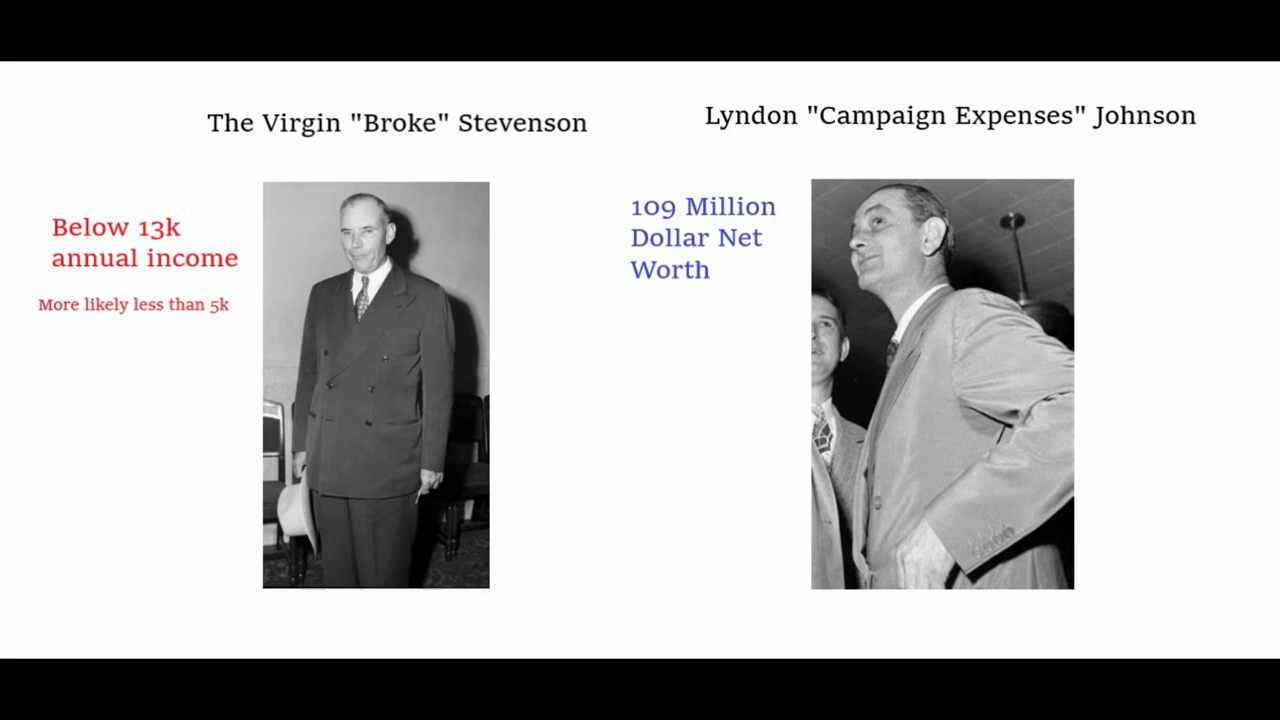 The Virgin "Broke" Stevenson
Below 13k
annual income
More likely less than 5k
Lyndon "Campaign Expenses" Johnson
109 Million
Dollar Net
Worth